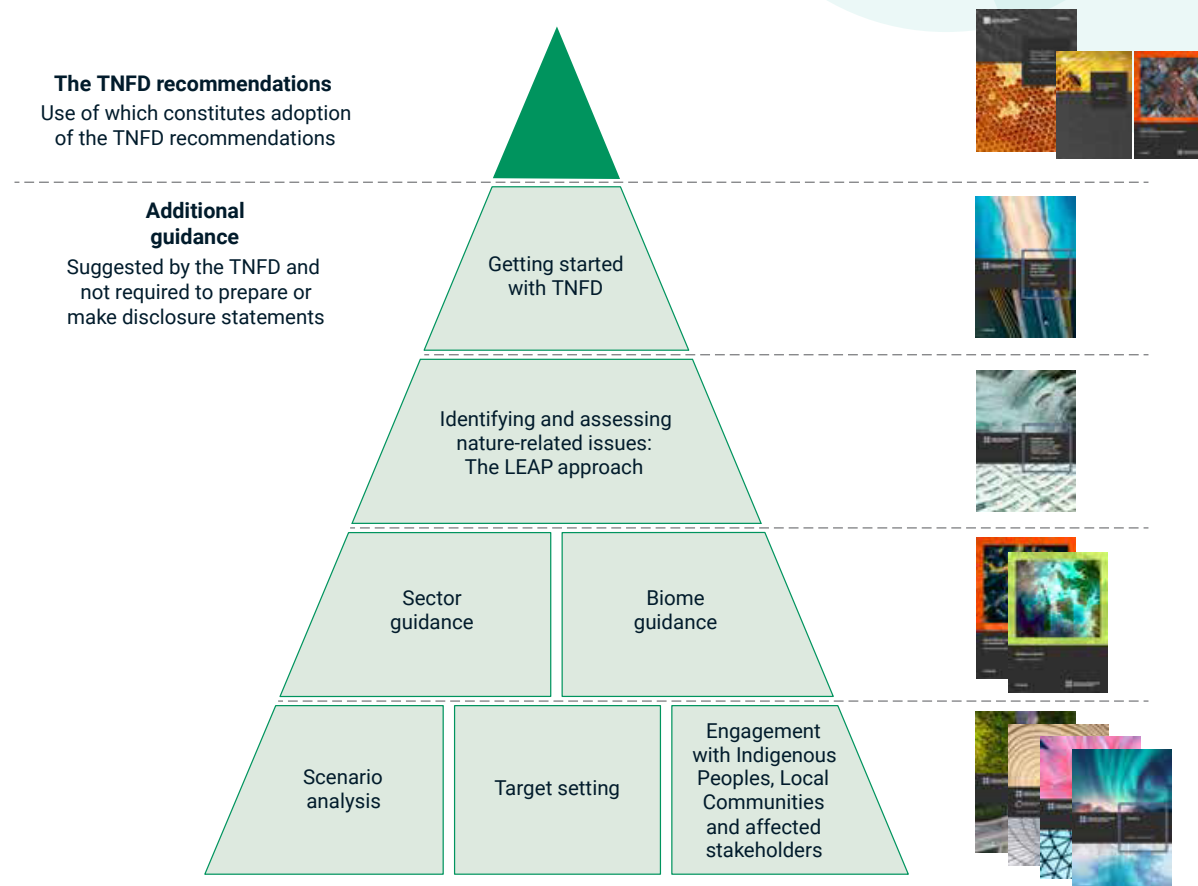 The TNFD recommendations
Use of which constitutes adoption
of the TNFD recommendations
Additional
guidance
Suggested by the TNFD and
not required to prepare or
make disclosure statements
Getting started
with TNFD
Identifying and assessing
nature-related issues:
The LEAP approach
Sector
guidance
Biome
guidance
Scenario
analysis
Target setting
Engagement
with Indigenous
Peoples, Local
Communities
and affected
stakeholders